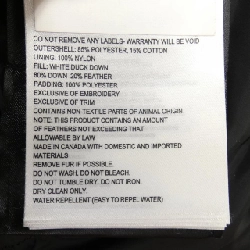 DO NOT REMOVE ANY LABELS- WARRANTY WILL BE VOID
OUTERSHELL: 85% POLYESTER, 15% COTTON
LINING: 100% NYLON
FILL: WHITE DUCK DOWN
80% DOWN 20% FEATHER
PADDING: 100% POLYESTER
EXCLUSIVE OF EMBROIDERY
EXCLUSIVE OF TRIM
CONTAINS NON-TEXTILE PARTS OF ANIMAL ORIGIN
NOTE: THIS PRODUCT CONTAINS AN AMOUNT
OF FEATHERS NOT EXCEEDING THAT
ALLOWABLE BY LAW
MADE IN CANADA WITH DOMESTIC AND IMPORTED
MATERIALS
REMOVE FUR IF POSSIBLE.
DO NOT WASH. DO NOT BLEACH.
DO NOT TUMBLE DRY. DO NOT IRON.
DRY CLEAN ONLY.
WATER REPELLENT (EASY TO REPEL WATER)